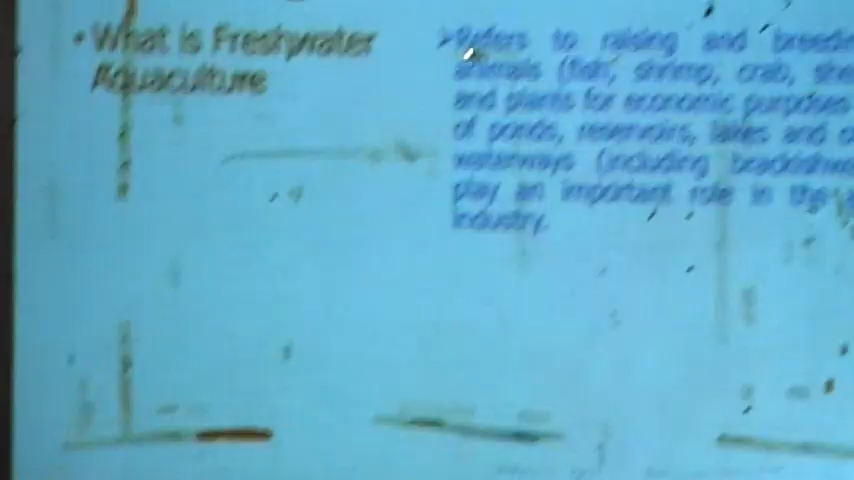 • What is Freshwater
Aquaculture
➢Refers to raising and
animals (fish, shrimp, crab,
and plants for economic purposes
of ponds, reservoirs, lakes and
waterways (including
play an important role in the
industry.